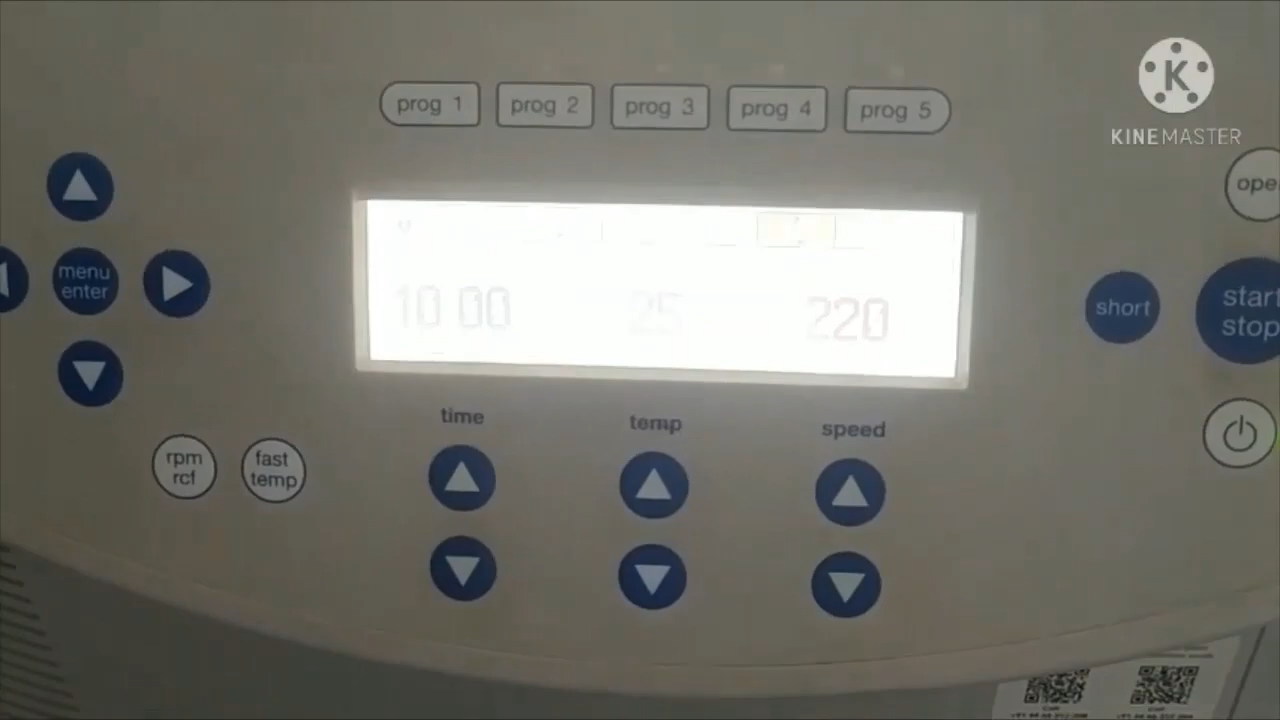 K
KINEMASTER
prog 1 prog 2 prog 3 prog 4 prog 5
menu
enter
10 00 25 220
short
start
stop
time temp speed
rpm
rcf
fast
temp